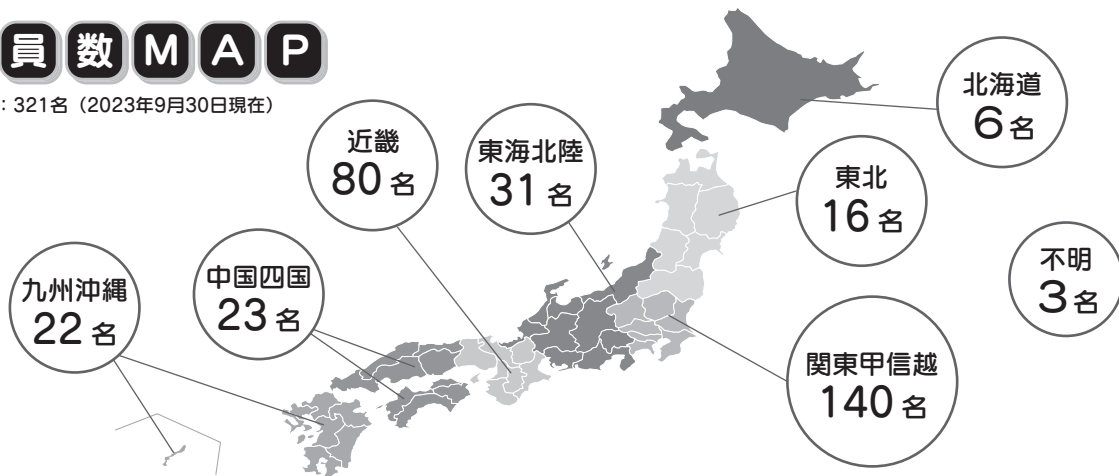 員数MAP
：321名（2023年9月30日現在）
北海道
6名
近畿
80名
東海北陸
31名
東北
16名
不明
3名
中国四国
23名
九州沖縄
22名
関東甲信越
140名